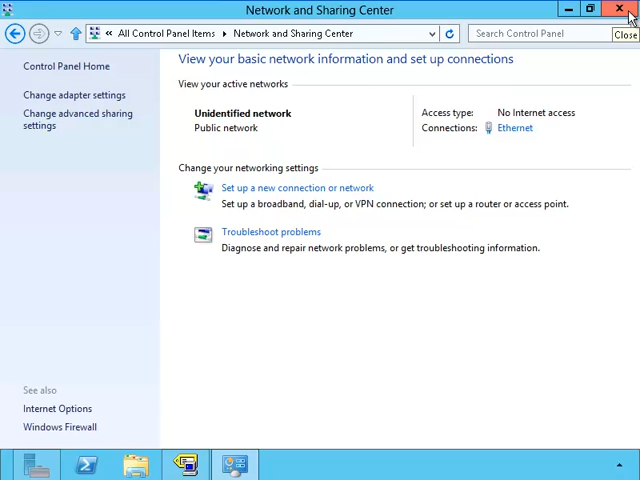 Network and Sharing Center
All Control Panel Items
Network and Sharing Center
Search Control Panel
Close
Control Panel Home
Change adapter settings
Change advanced sharing
settings
See also
Internet Options
Windows Firewall
View your basic network information and set up connections
View your active networks
Unidentified network
Public network
Access type: No Internet access
Connections: Ethernet
Change your networking settings
Set up a new connection or network
Set up a broadband, dial-up, or VPN connection; or set up a router or access point.
Troubleshoot problems
Diagnose and repair network problems, or get troubleshooting information.